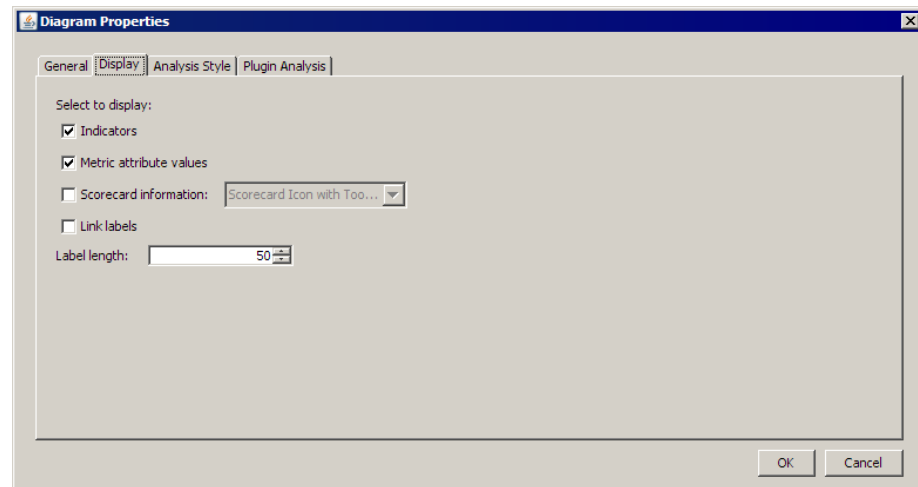 Diagram Properties
General Display Analysis Style Plugin Analysis
Select to display:
Indicators
Metric attribute values
Scorecard information: Scorecard Icon with Too...
Link labels
Label length: 50
OK Cancel